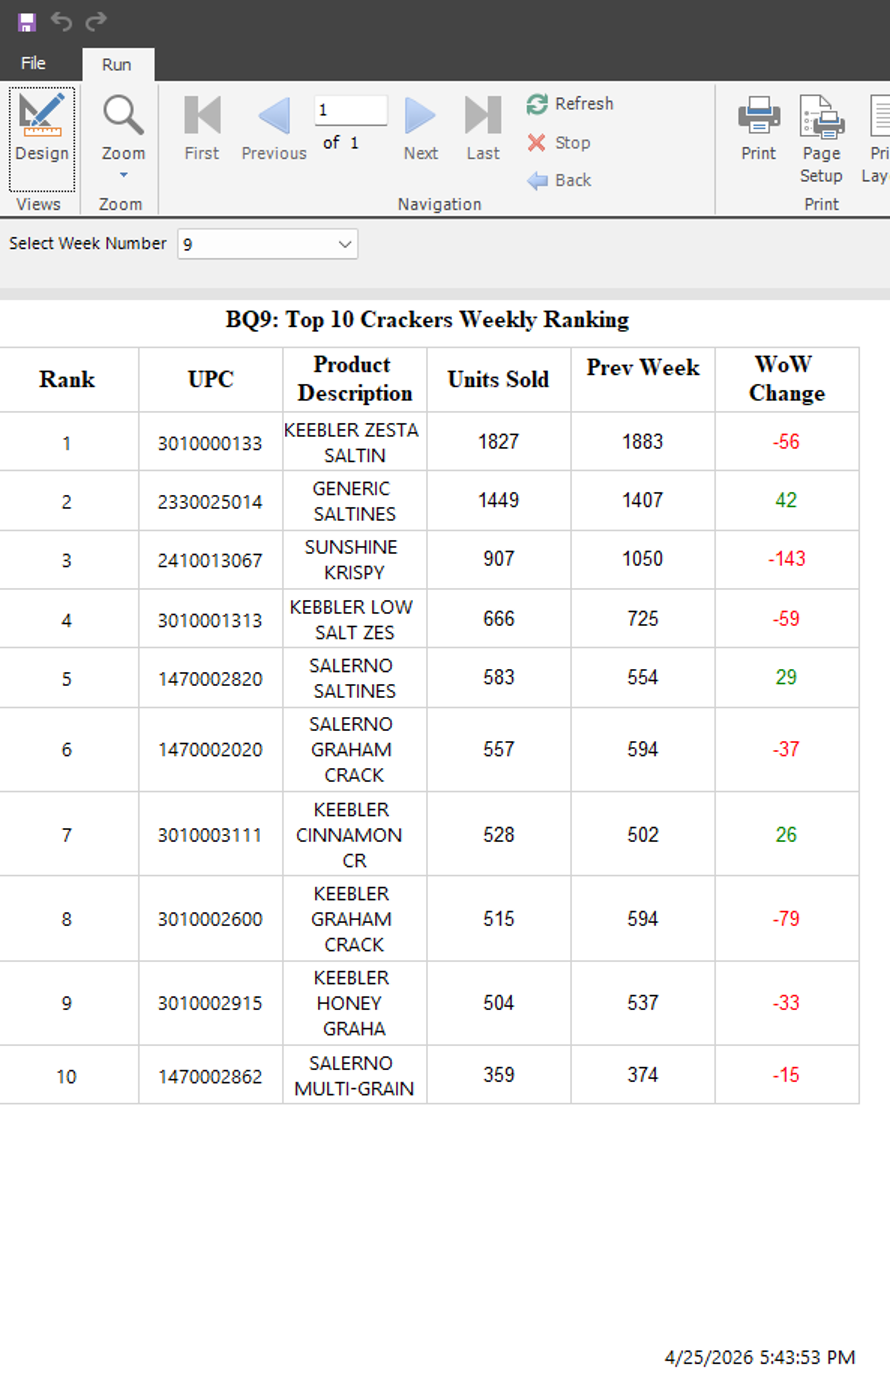 File
Run
Design
Zoom
First
Previous
1
of 1
Next
Last
Refresh
Stop
Back
Print
Page
Setup
Views
Zoom
Navigation
Print
Select Week Number 9
BQ9: Top 10 Crackers Weekly Ranking
Rank UPC Product Description Units Sold Prev Week WoW Change
1 3010000133 KEEBLER ZESTA SALTIN 1827 1883 -56
2 2330025014 GENERIC SALTINES 1449 1407 42
3 2410013067 SUNSHINE KRISPY 907 1050 -143
4 3010001313 KEBBLER LOW SALT ZES 666 725 -59
5 1470002820 SALERNO SALTINES 583 554 29
6 1470002020 SALERNO GRAHAM CRACK 557 594 -37
7 3010003111 KEEBLER CINNAMON CR 528 502 26
8 3010002600 KEEBLER GRAHAM CRACK 515 594 -79
9 3010002915 KEEBLER HONEY GRAHA 504 537 -33
10 1470002862 SALERNO MULTI-GRAIN 359 374 -15
4/25/2026 5:43:53 PM